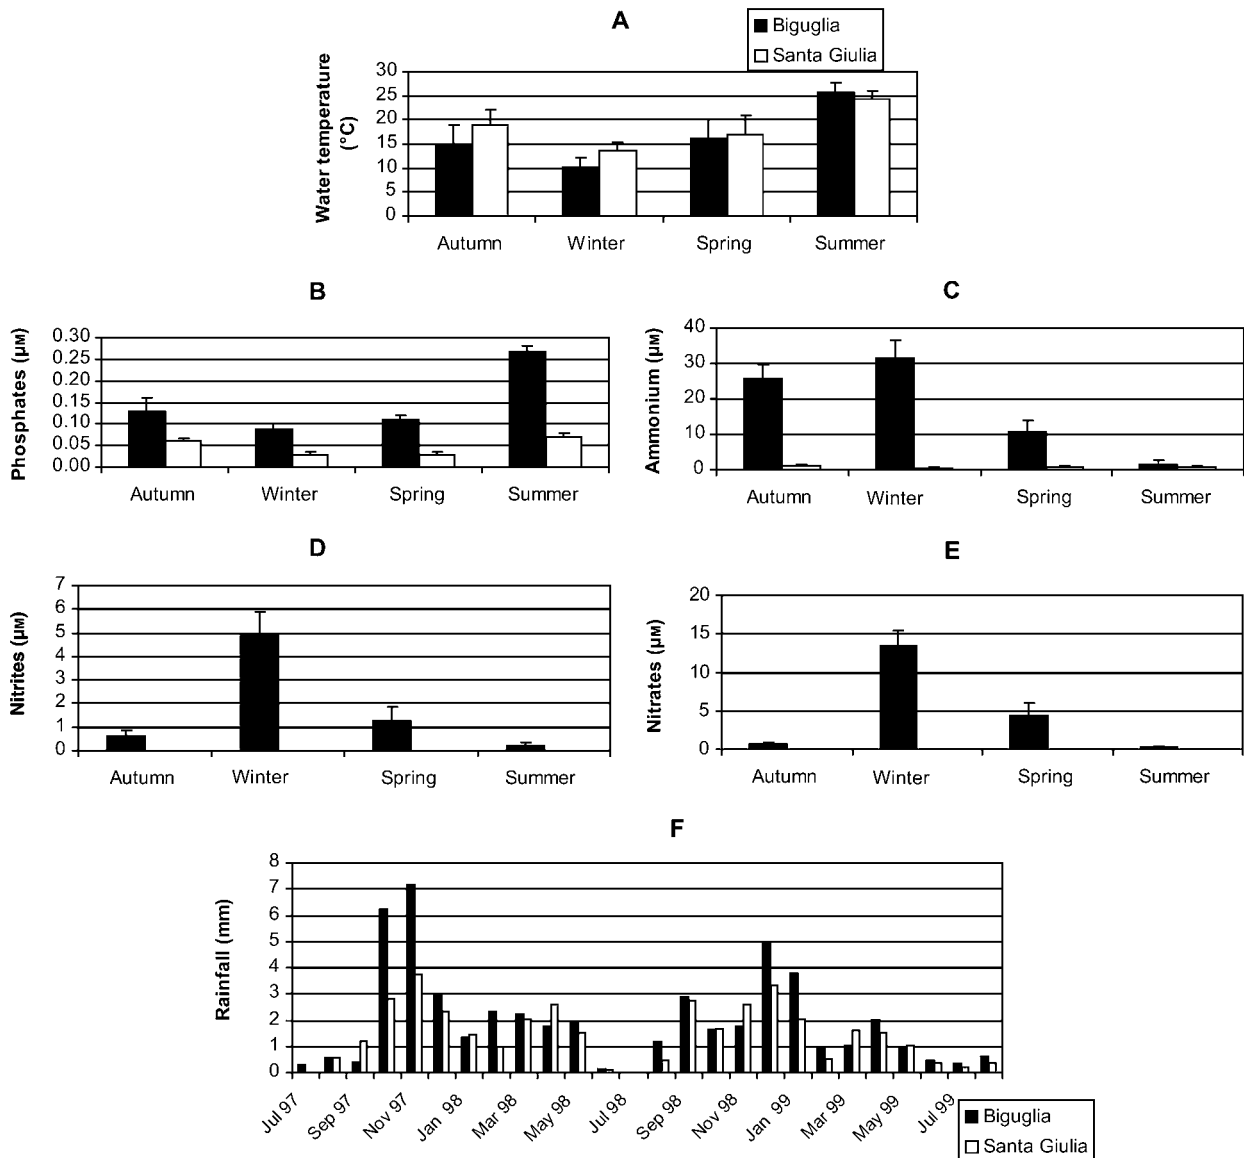 A
Biguglia
Santa Giulia
Water temperature
(°C)
30
25
20
15
10
5
0
Autumn Winter Spring Summer
B
Phosphates (µM)
0.30
0.25
0.20
0.15
0.10
0.05
0.00
Autumn Winter Spring Summer
C
Ammonium (µM)
40
30
20
10
0
Autumn Winter Spring Summer
D
Nitrites (µM)
7
6
5
4
3
2
1
0
Autumn Winter Spring Summer
E
Nitrates (µM)
20
15
10
5
0
Autumn Winter Spring Summer
F
Rainfall (mm)
8
7
6
5
4
3
2
1
0
Jul 97 Sep 97 Nov 97 Jan 98 Mar 98 May 98 Jul 98 Sep 98 Nov 98 Jan 99 Mar 99 May 99 Jul 99
Biguglia
Santa Giulia